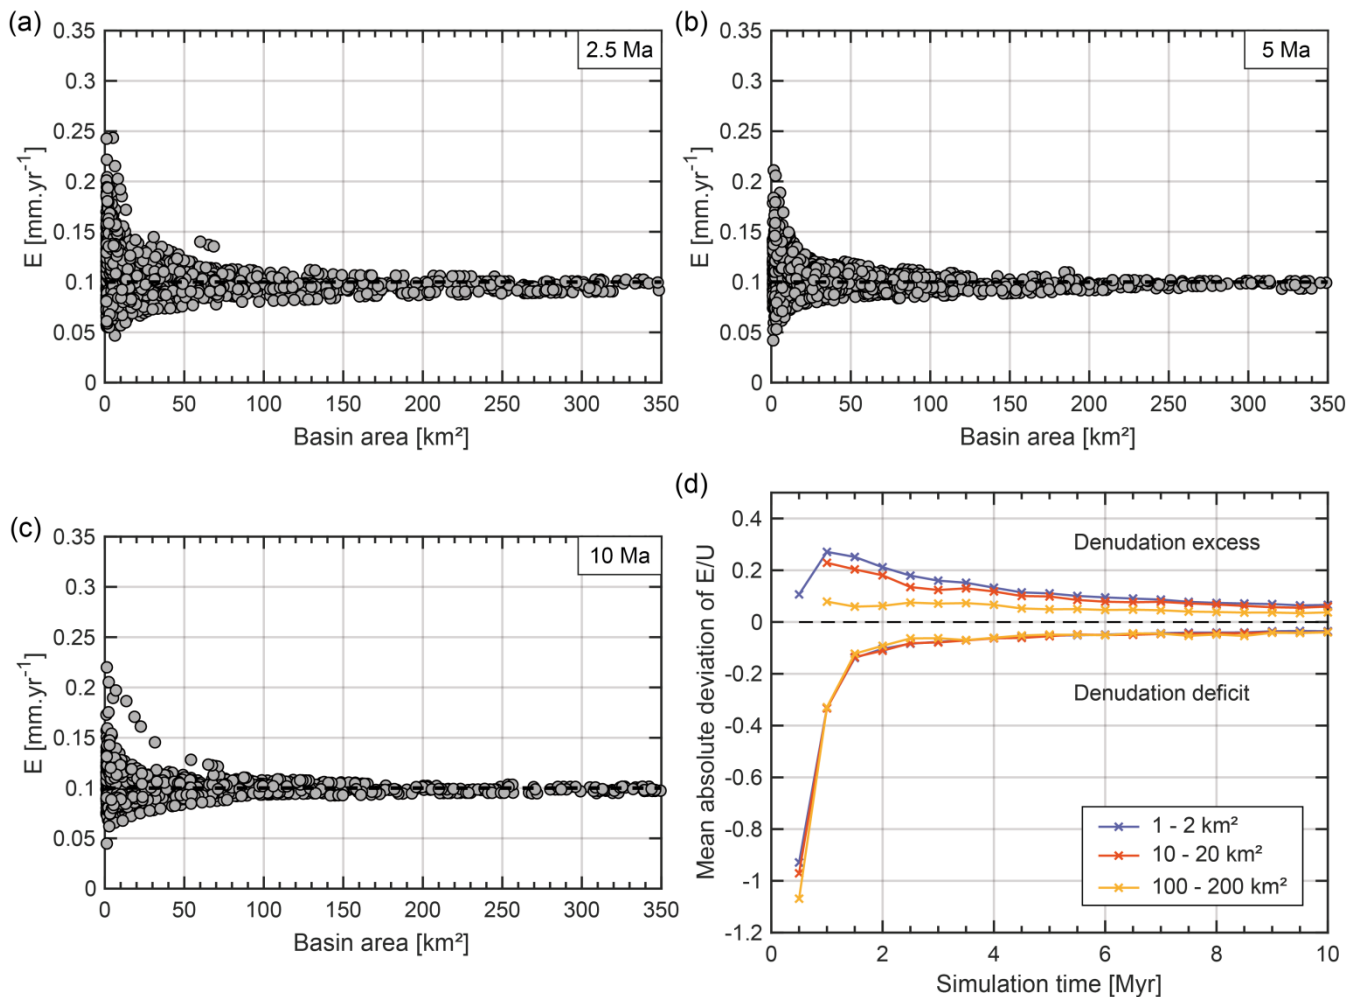 (a)
0.35
0.3
0.25
0.2
0.15
0.1
0.05
0
E [mm.yr⁻¹]
2.5 Ma
0 50 100 150 200 250 300 350
Basin area [km²]
(b)
0.35
0.3
0.25
0.2
0.15
0.1
0.05
0
E [mm.yr⁻¹]
5 Ma
0 50 100 150 200 250 300 350
Basin area [km²]
(c)
0.35
0.3
0.25
0.2
0.15
0.1
0.05
0
E [mm.yr⁻¹]
10 Ma
0 50 100 150 200 250 300 350
Basin area [km²]
(d)
0.4
0.2
0
-0.2
-0.4
-0.6
-0.8
-1
-1.2
Mean absolute deviation of E/U
Denudation excess
Denudation deficit
1 - 2 km²
10 - 20 km²
100 - 200 km²
0 2 4 6 8 10
Simulation time [Myr]